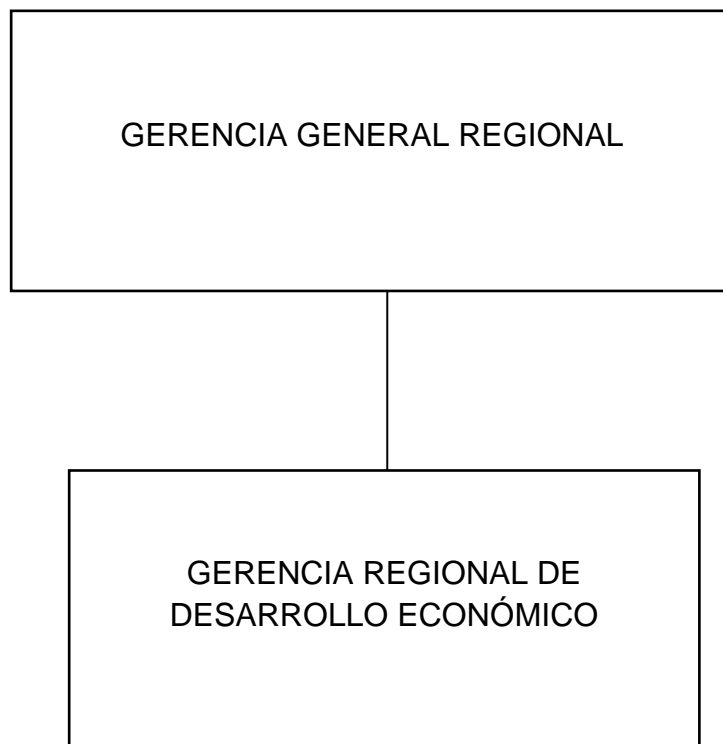 GERENCIA GENERAL REGIONAL
GERENCIA REGIONAL DE
DESARROLLO ECONÓMICO